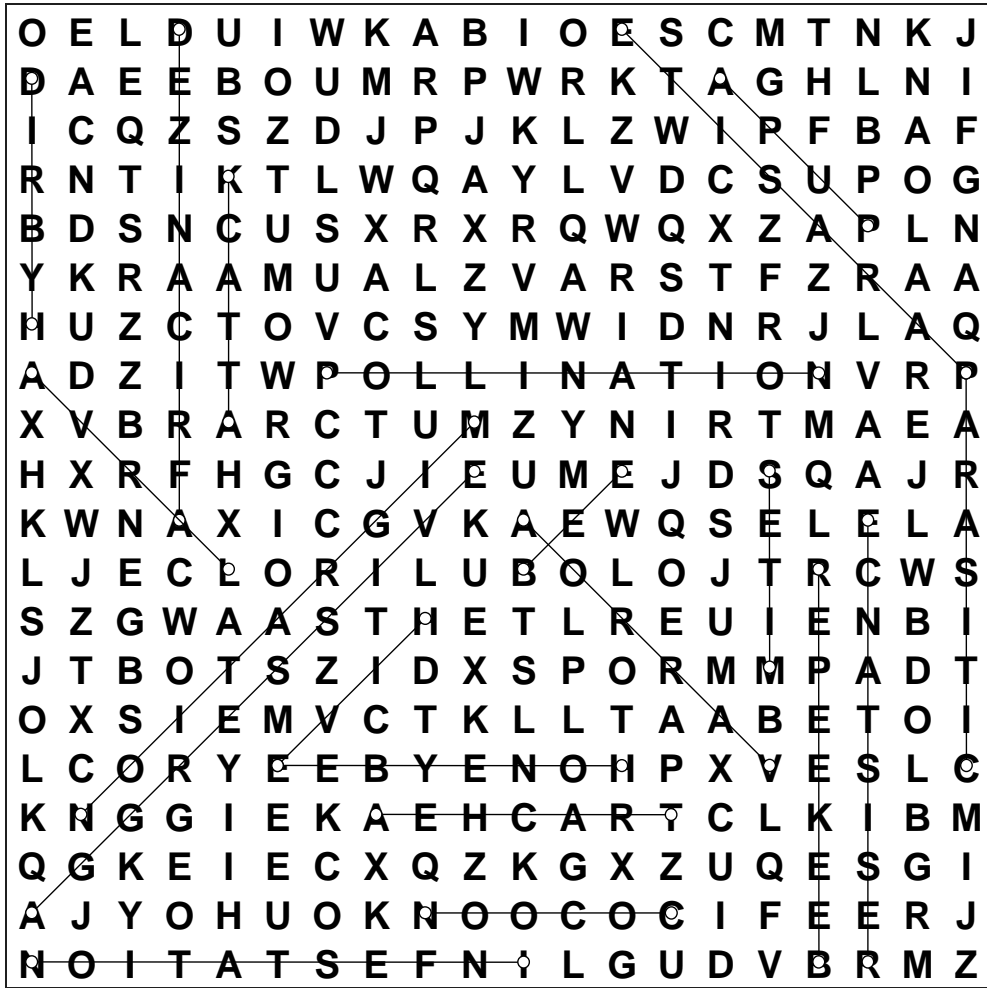 O E L D U I W K A B I O E S C M T N K J
D A E E B O U M R P W R K T A G H L N I
I C Q Z S Z D J P J K L Z W I P F B A F
R N T I K T L W Q A Y L V D C S U P O G
B D S N C U S X R X R Q W Q X Z A P L N
Y K R A A M U A L Z V A R S T F Z R A A
H U Z C T O V C S Y M W I D N R J L A Q
A D Z I T W P O L L I N A T I O N V R P
X V B R A R C T U M Z Y N I R T M A E A
H X R F H G C J I E U M E J D S Q A J R
K W N A X I C G V K A E W Q S E L E L A
L J E C L O R I L U B O L O J T R C W S
S Z G W A A S T H E T L R E U I E N B I
J T B O T S Z I D X S P O R M M P A D T
O X S I E M V C T K L L T A A B E T O I
L C O R Y E E B Y E N O H P X V E S L C
K N G G I E K A E H C A R T C L K I B M
Q G K E I E C X Q Z K G X Z U Q E S G I
A J Y O H U O K N O O C O C I F E E R J
N O I T A T S E F N I L G U D V B R M Z